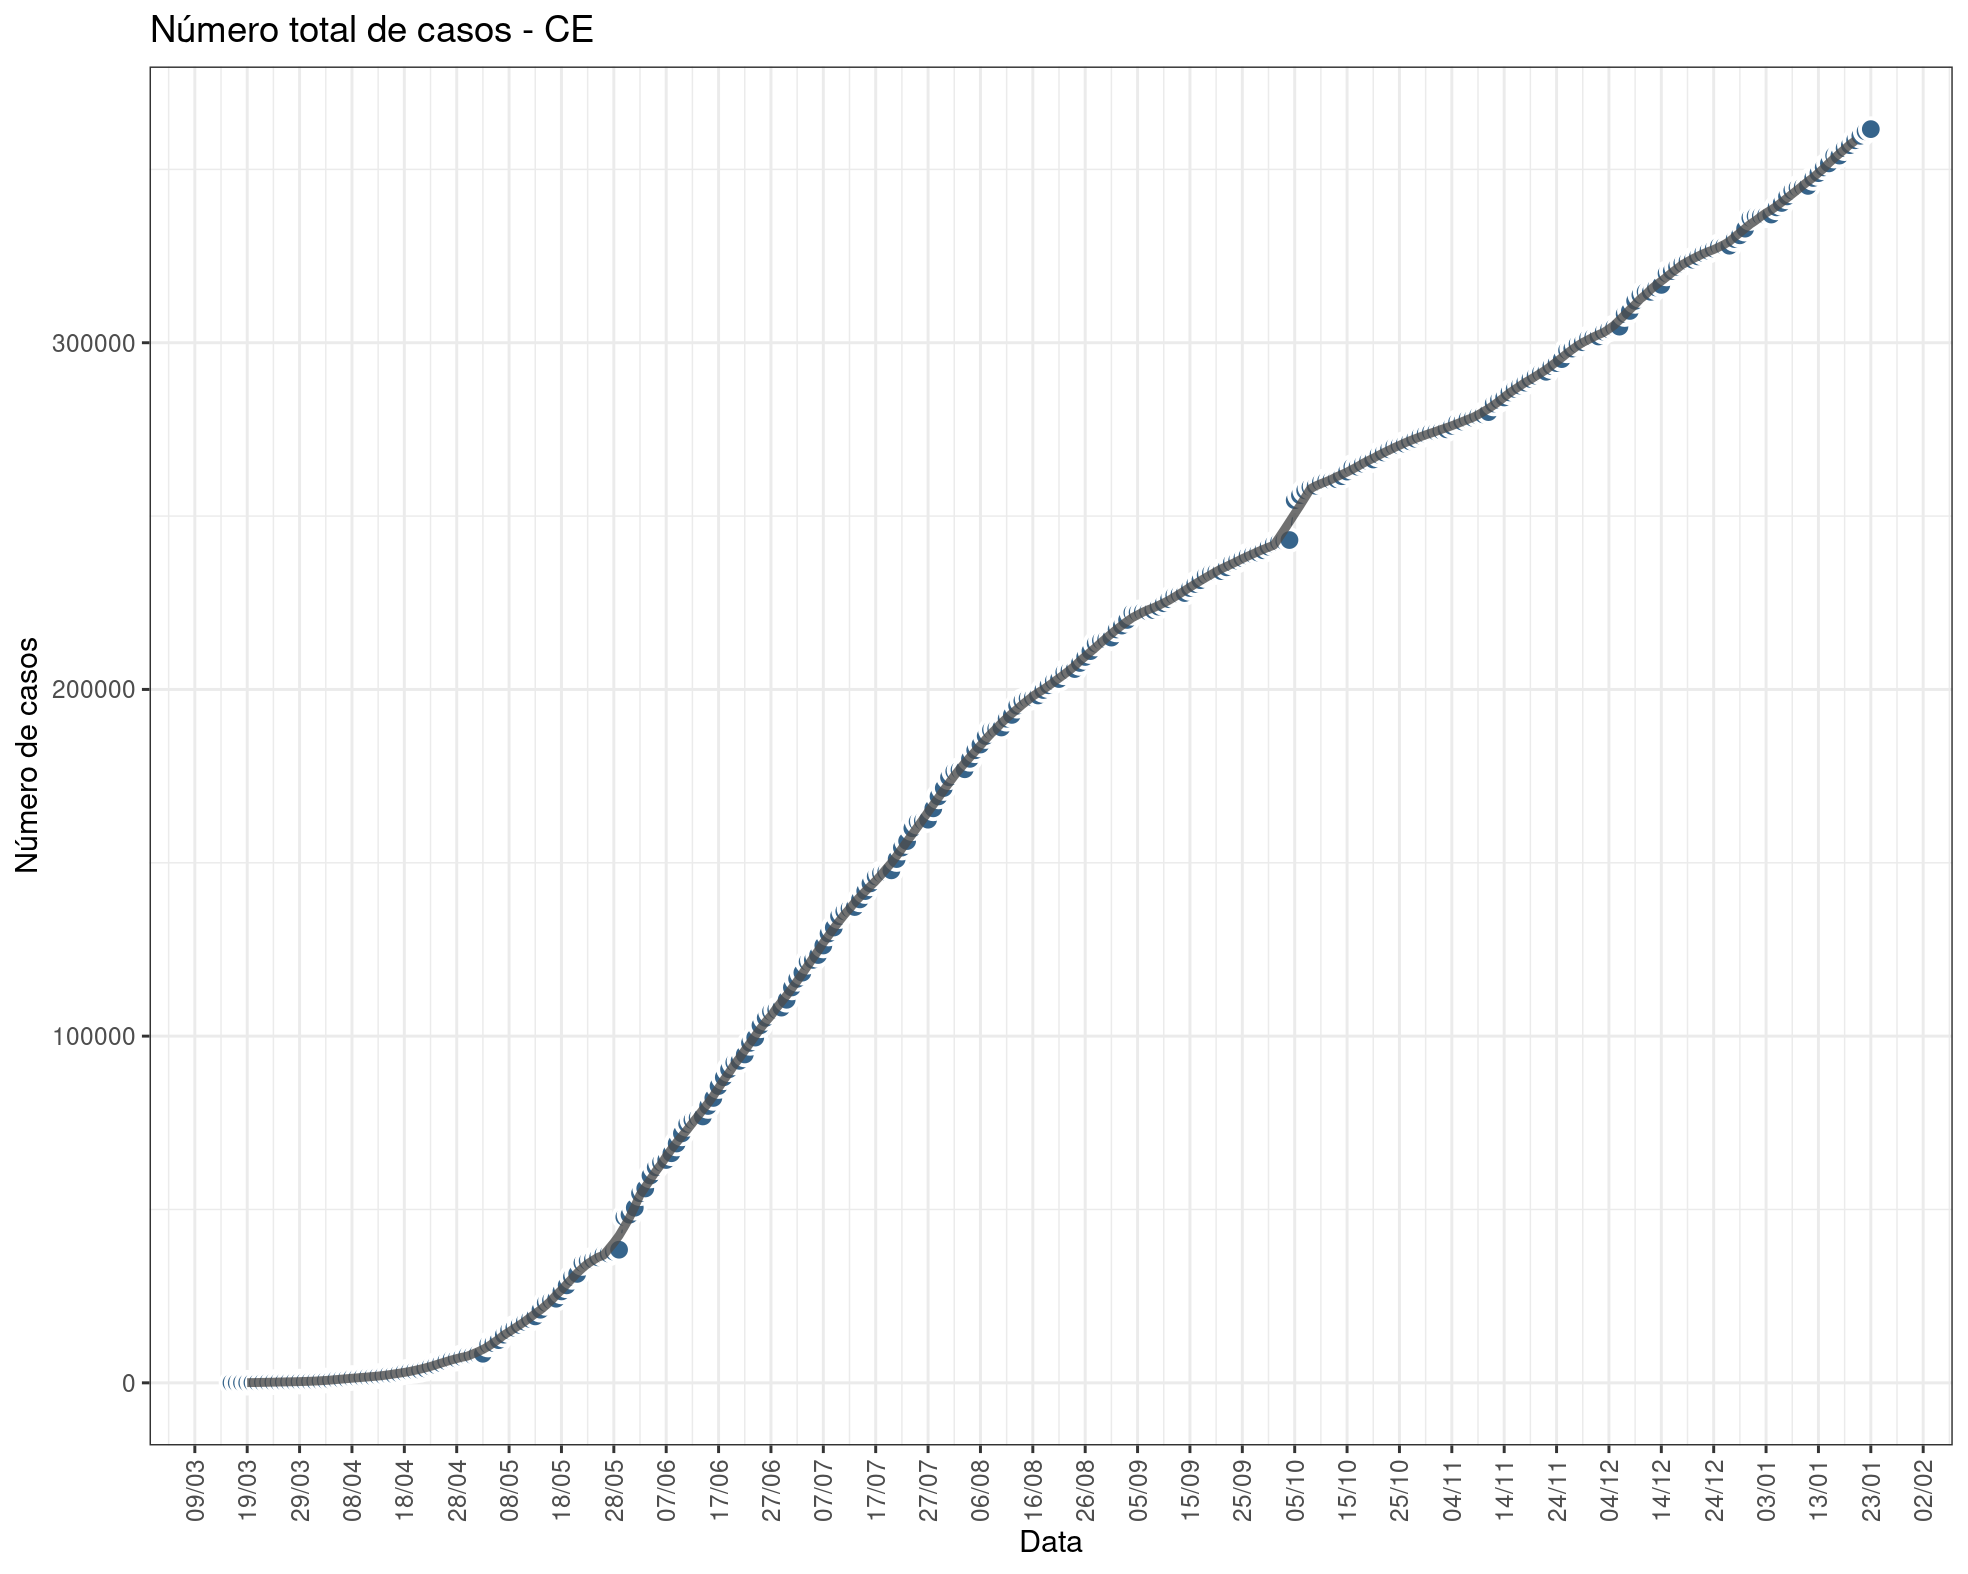 Número total de casos - CE
Número de casos
300000
200000
100000
0
09/03 19/03 29/03 08/04 18/04 28/04 08/05 18/05 28/05 07/06 17/06 27/06 07/07 17/07 27/07 06/08 16/08 26/08 05/09 15/09 25/09 05/10 15/10 25/10 04/11 14/11 24/11 04/12 14/12 24/12 03/01 13/01 23/01 02/02
Data